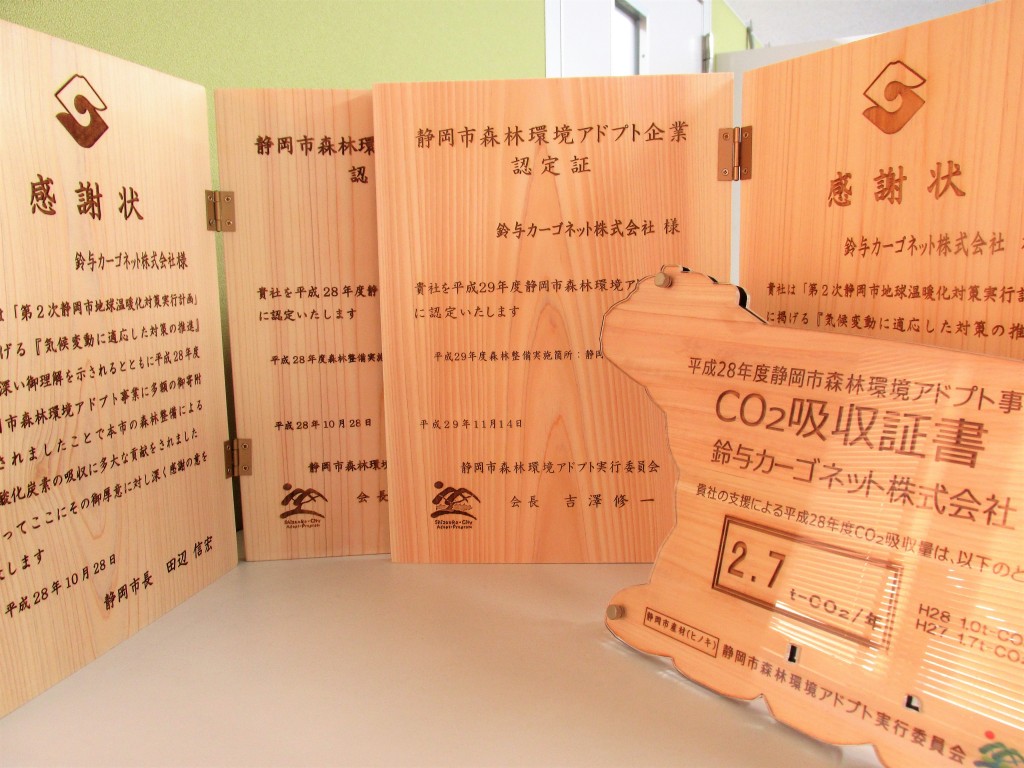 感謝状
鈴与カーゴネット株式会社様
は「第2次静岡市地球温暖化対策実行計画」
げる『気候変動に適応した対策の推進』
深い御理解を示されるとともに平成28年度
市森林環境アドプト事業に多額の御寄附
されましたことで本市の森林整備による
酸化炭素の吸収に多大な貢献をされました
ってここにその御厚意に対し深く感謝の意を
たします
平成28年10月28日
静岡市長 田辺 信宏
静岡市森林環
認
貴社を平成28年度静
に認定いたします
平成28年度森林整備実施
平成28年10月28日
静岡市森林環
会長
Shizuoka-City
Adopt-Program
静岡市森林環境アドプト企業
認定証
鈴与カーゴネット株式会社 様
貴社を平成29年度静岡市森林環境ア
に認定いたします
平成29年度森林整備実施箇所:静岡
平成29年11月14日
静岡市森林環境アドプト実行委員会
会長 吉澤修一
Shizuoka-City
Adopt-Program
感謝状
鈴与カーゴネット株式会社
貴社は「第2次静岡市地球温暖化対策実行計
に掲げる『気候変動に適応した対策の推
平成28年度静岡市森林環境アドプト事
CO2吸収証書
鈴与カーゴネット株式会社
貴社の支援による平成28年度CO2吸収量は、以下のと
2.7
t-CO2/年
H28 1.0t-CO
H27 1.7t-CO
静岡市産材(ヒノキ)
静岡市森林環境アドプト実行委員会